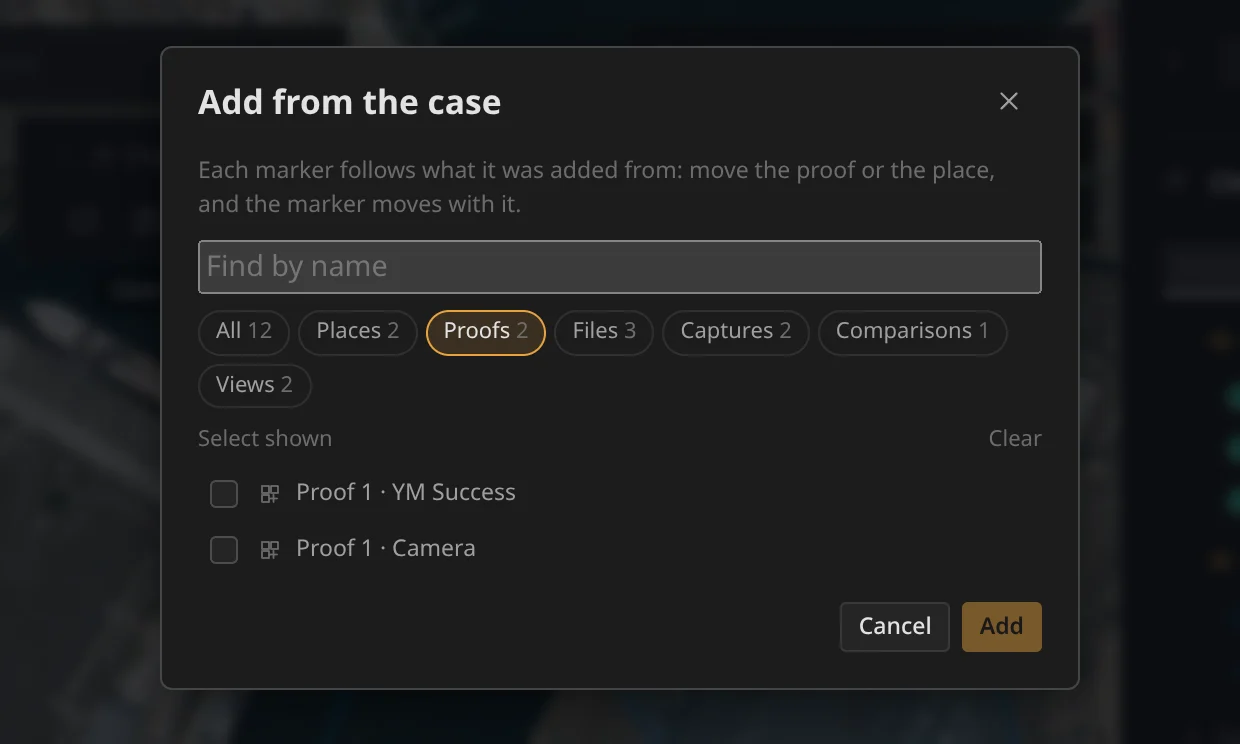 Add from the case
Each marker follows what it was added from: move the proof or the place,
and the marker moves with it.
Find by name
All 12 Places 2 Proofs 2 Files 3 Captures 2 Comparisons 1
Views 2
Select shown Clear
Proof 1 · YM Success
Proof 1 · Camera
Cancel Add